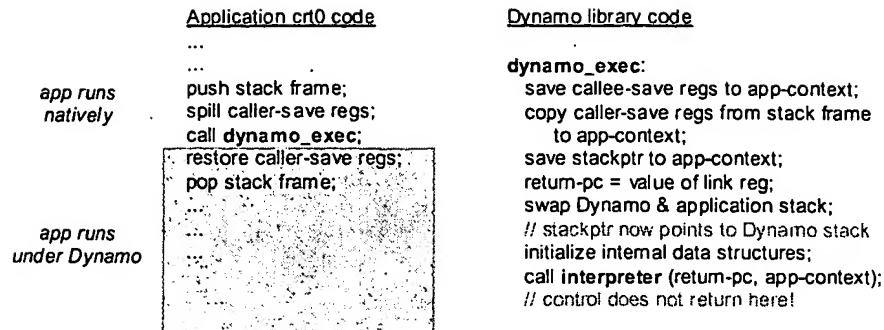 Application crt0 code
...
...
push stack frame;
spill caller-save regs;
call dynamo_exec;
restore caller-save regs;
pop stack frame;
...
...
...
app runs
natively
app runs
under Dynamo
Dynamo library code
dynamo_exec:
save callee-save regs to app-context;
copy caller-save regs from stack frame
to app-context;
save stackptr to app-context;
return-pc = value of link reg;
swap Dynamo & application stack;
// stackptr now points to Dynamo stack
initialize internal data structures;
call interpreter (return-pc, app-context);
// control does not return here!